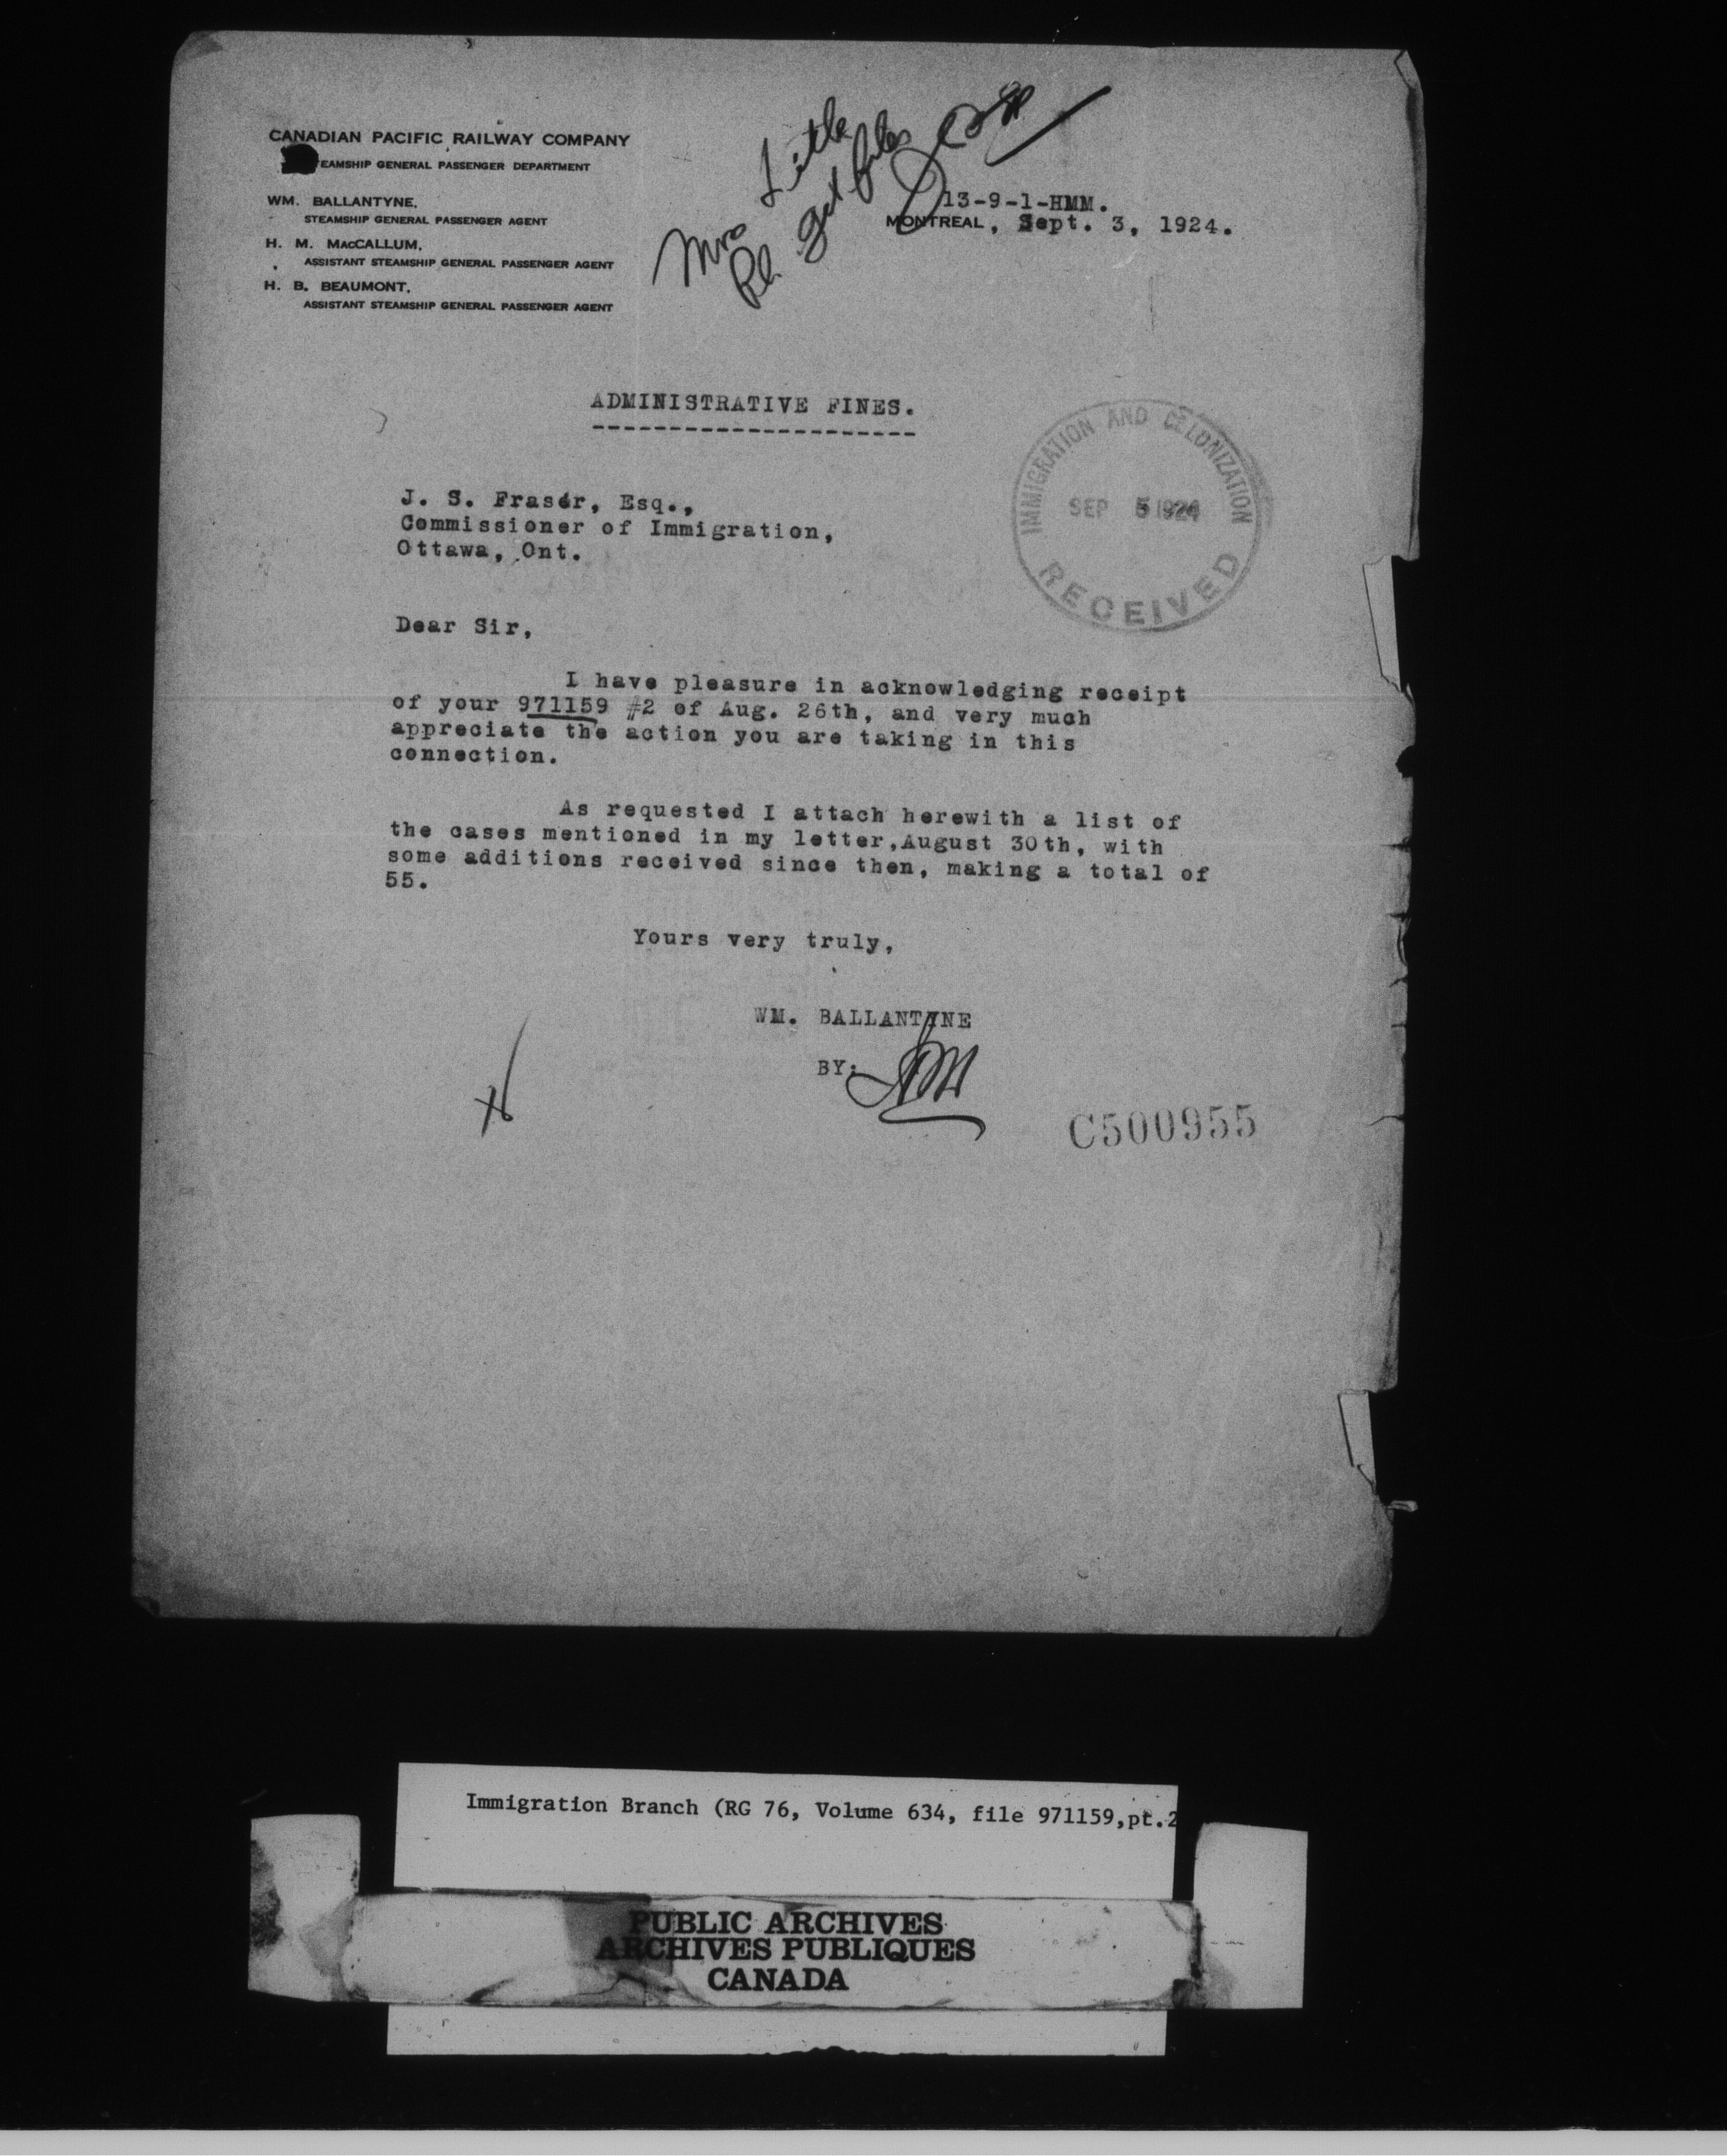 CANADIAN PACIFIC RAILWAY COMPANY
EAMSHIP GENERAL PASSENGER DEPARTMENT
WM. BALLANTYNE,
STEAMSHIP GENERAL PASSENGER AGENT
H. M. MacCALLUM,
ASSISTANT STEAMSHIP GENERAL PASSENGER AGENT
H. B. BEAUMONT,
ASSISTANT STEAMSHIP GENERAL PASSENGER AGENT
Mrs Little
Pl. get files
13-9-1-HMM.
MONTREAL, Sept. 3, 1924.
ADMINISTRATIVE FINES.
IMMIGRATION AND COLONIZATION
SEP 5 1924
RECEIVED
J. S. Fraser, Esq.,
Commissioner of Immigration,
Ottawa, Ont.
Dear Sir,
I have pleasure in acknowledging receipt
of your 971159 #2 of Aug. 26th, and very much
appreciate the action you are taking in this
connection.
As requested I attach herewith a list of
the cases mentioned in my letter, August 30th, with
some additions received since then, making a total of
55.
Yours very truly,
WM. BALLANTYNE
BY:
C500955
Immigration Branch (RG 76, Volume 634, file 971159,pt.2
PUBLIC ARCHIVES
ARCHIVES PUBLIQUES
CANADA